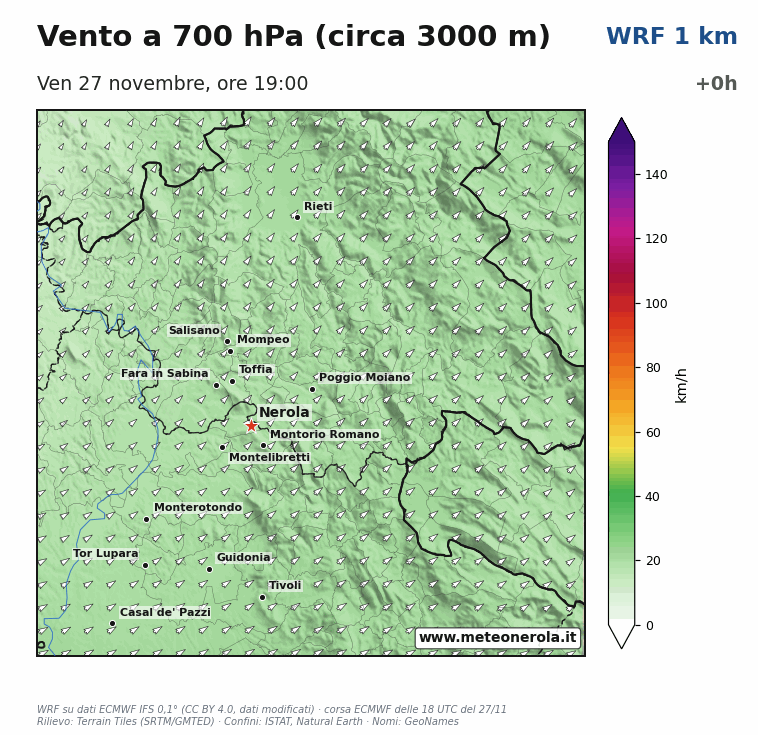 Vento a 700 hPa (circa 3000 m)
WRF 1 km
Ven 27 novembre, ore 19:00
+0h
Rieti
Salisano
Mompeo
Fara in Sabina
Toffia
Poggio Moiano
Nerola
Montorio Romano
Montelibretti
Monterotondo
Tor Lupara
Guidonia
Tivoli
Casal de' Pazzi
www.meteonerola.it
140
120
100
80
60
40
20
0
km/h
WRF su dati ECMWF IFS 0,1° (CC BY 4.0, dati modificati) · corsa ECMWF delle 18 UTC del 27/11
Rilievo: Terrain Tiles (SRTM/GMTED) · Confini: ISTAT, Natural Earth · Nomi: GeoNames